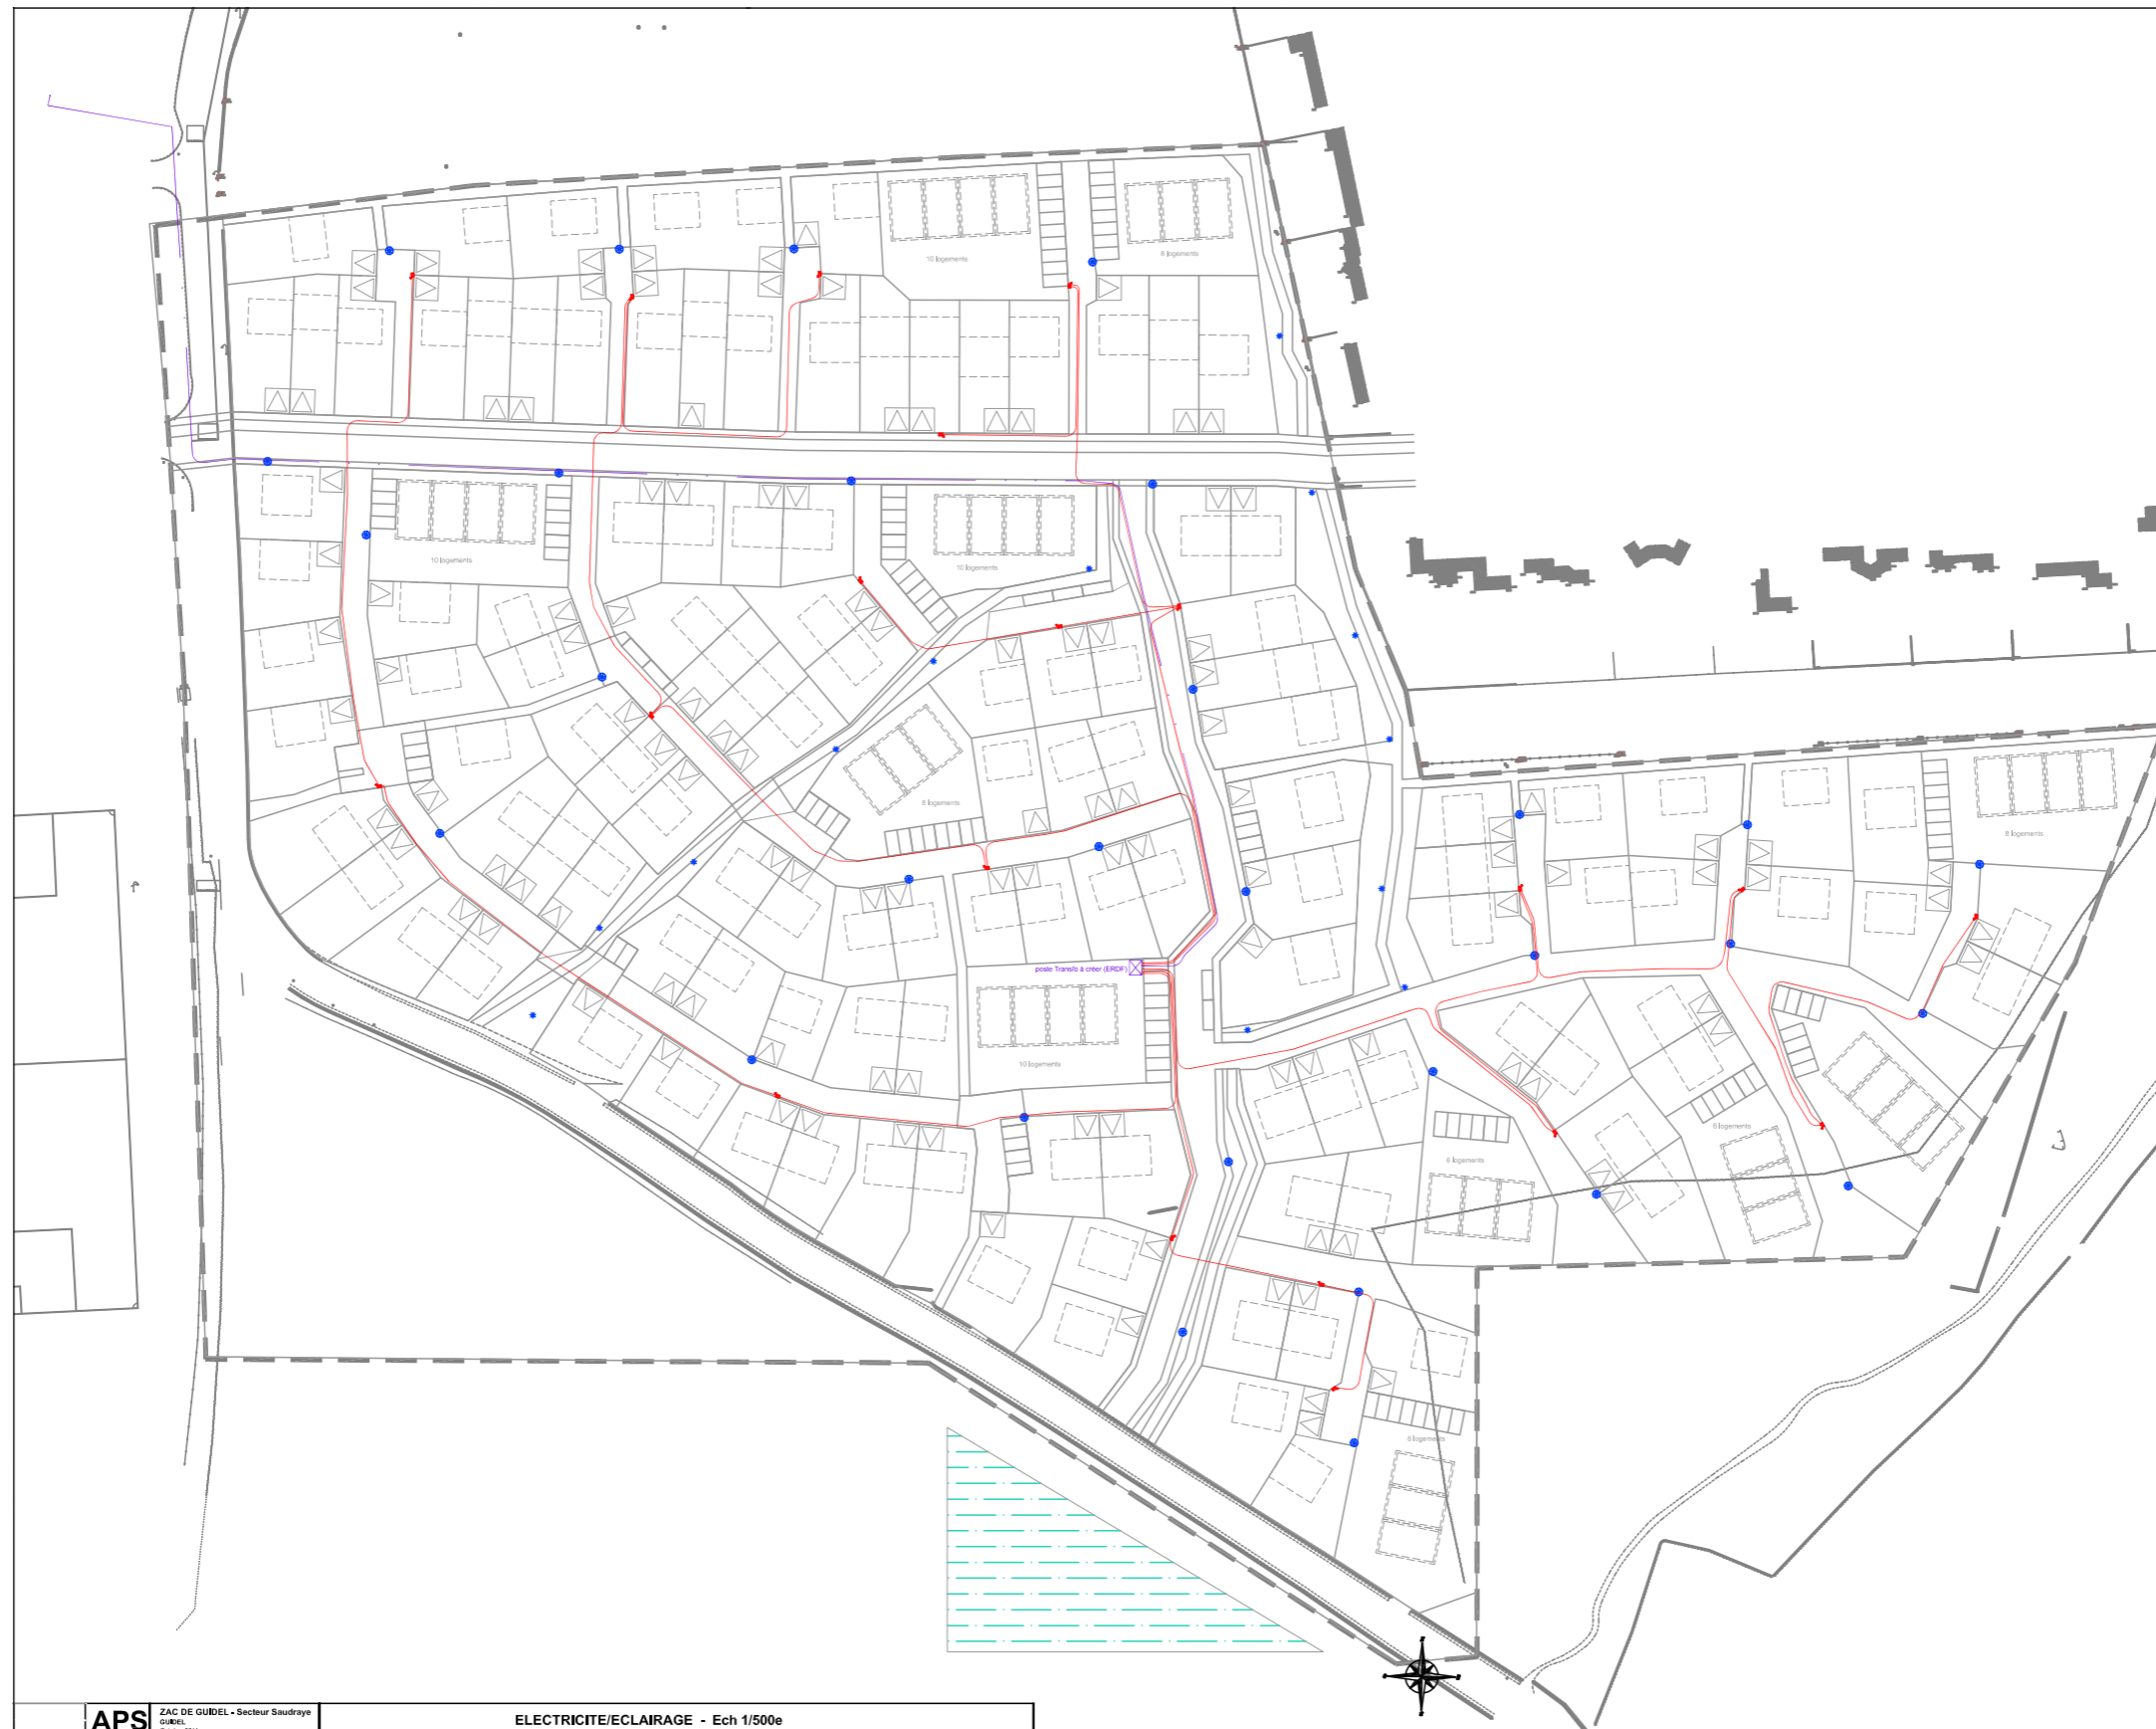 10 logements
8 logements
10 logements
10 logements
8 logements
8 logements
poste Transfo à créer (ERDF)
10 logements
6 logements
6 logements
6 logements
APS
ZAC DE GUIDEL - Secteur Saudraye
GUIDEL
ELECTRICITE/ECLAIRAGE - Ech 1/500e